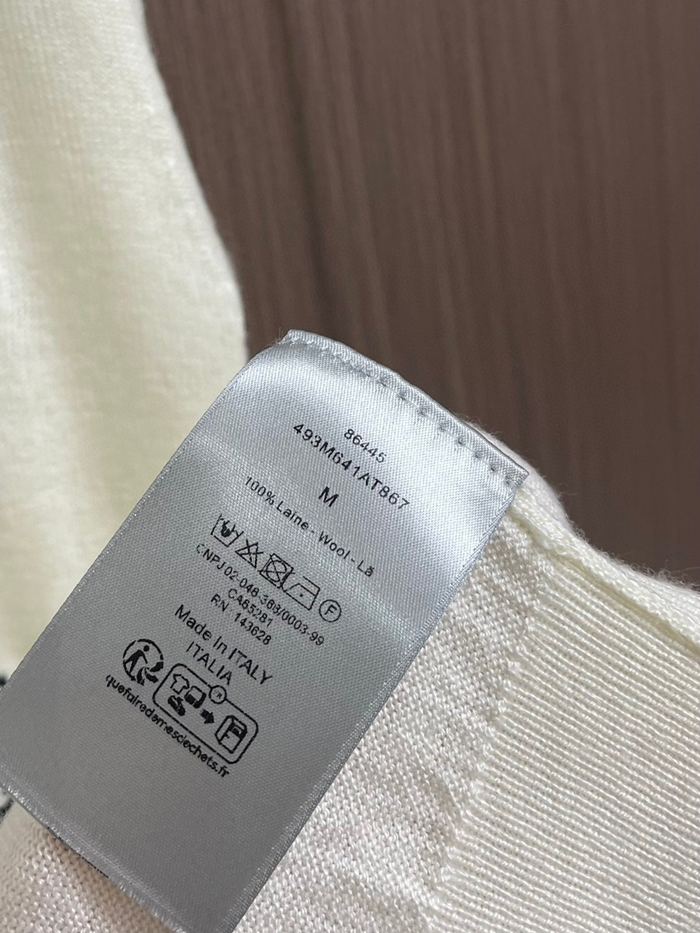 86445
493M641AT867
M
100% Laine - Wool - Lã
F
CNPJ 02-046-388/0003-99
CA65281
RN: 143628
Made In ITALY
ITALIA
quefairedemesdechets.fr